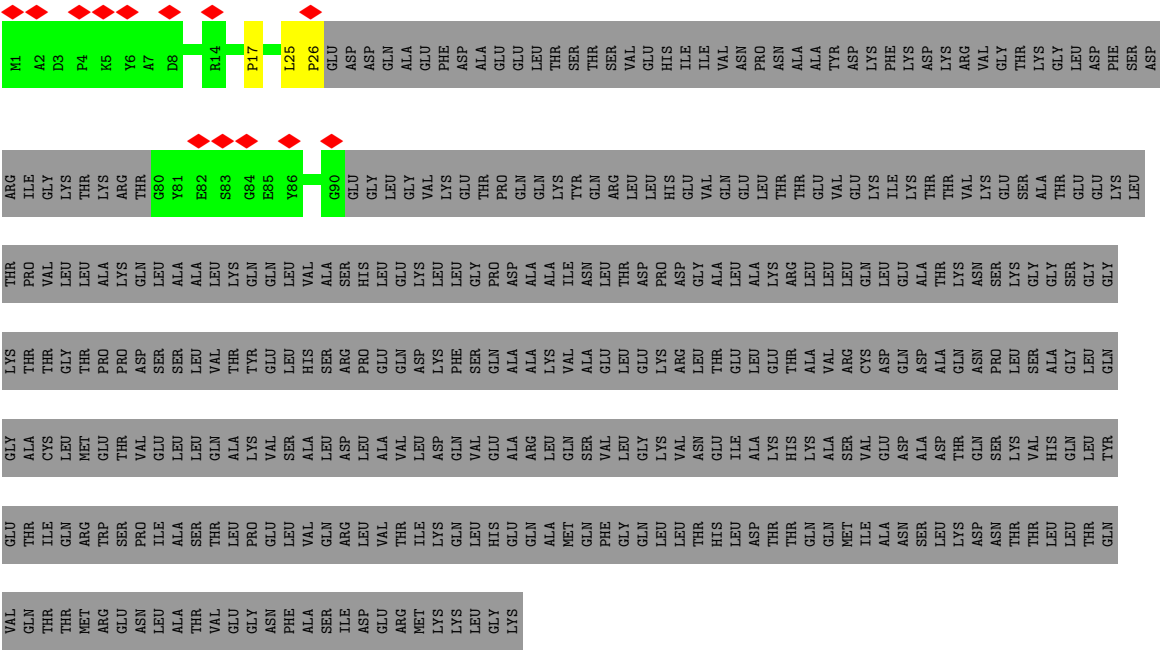 M1 A2 D3 P4 K5 Y6 A7 D8 R14 P17 L25 P26 GLU ASP ASP GLN ALA GLU PHE ASP ALA GLU GLU LEU THR SER THR SER VAL GLU HIS ILE ILE VAL ASN PRO ASN ALA ALA TYR ASP LYS PHE LYS ASP LYS ARG VAL GLY THR LYS GLY LEU ASP PHE SER ASP
ARG ILE GLY LYS THR LYS ARG THR G80 Y81 E82 S83 G84 E85 Y86 G90 GLU GLY LEU GLY VAL LYS GLU THR PRO GLN GLN LYS TYR GLN ARG LEU LEU HIS GLU VAL GLN GLU LEU THR THR GLU VAL GLU LYS ILE LYS THR THR VAL LYS GLU SER ALA THR GLU GLU LYS LEU
THR PRO VAL LEU LEU ALA LYS GLN LEU ALA ALA LEU LYS GLN GLN LEU VAL ALA SER HIS LEU GLU LYS LEU LEU GLY PRO ASP ALA ALA ILE ASN LEU THR ASP PRO ASP GLY ALA LEU ALA LYS ARG LEU LEU LEU GLN LEU GLU ALA THR LYS ASN SER LYS GLY GLY SER GLY GLY
LYS THR THR GLY THR PRO PRO ASP SER SER LEU VAL THR TYR GLU LEU HIS SER ARG PRO GLU GLN ASP LYS PHE SER GLN ALA ALA LYS VAL ALA GLU LEU GLU LYS ARG LEU THR GLU LEU GLU THR ALA VAL ARG CYS ASP GLN ASP ALA GLN ASN PRO LEU SER ALA GLY LEU GLN
GLY ALA CYS LEU MET GLU THR VAL GLU LEU LEU GLN ALA LYS VAL SER ALA LEU ASP LEU ALA VAL LEU ASP GLN VAL GLU ALA ARG LEU GLN SER VAL LEU GLY LYS VAL ASN GLU ILE ALA LYS HIS LYS ALA SER VAL GLU ASP ALA ASP THR GLN SER LYS VAL HIS GLN LEU TYR
GLU THR ILE GLN ARG TRP SER PRO ILE ALA SER THR LEU PRO GLU LEU VAL GLN ARG LEU VAL THR ILE LYS GLN LEU HIS GLU GLN ALA MET GLN PHE GLY GLN LEU LEU THR HIS LEU ASP THR THR GLN GLN MET ILE ALA ASN SER LEU LYS ASP ASN THR THR LEU LEU THR GLN
VAL GLN THR THR MET ARG GLU ASN LEU ALA THR VAL GLU GLY ASN PHE ALA SER ILE ASP GLU ARG MET LYS LYS LEU GLY LYS